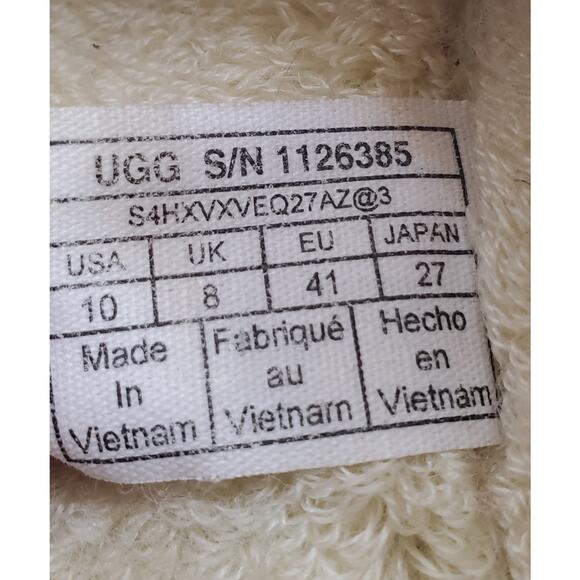 UGG S/N 1126385
S4HXVXVEQ27AZ@3
USA UK EU JAPAN
10 8 41 27
Made In Vietnam
Fabriqué au Vietnam
Hecho en Vietnam